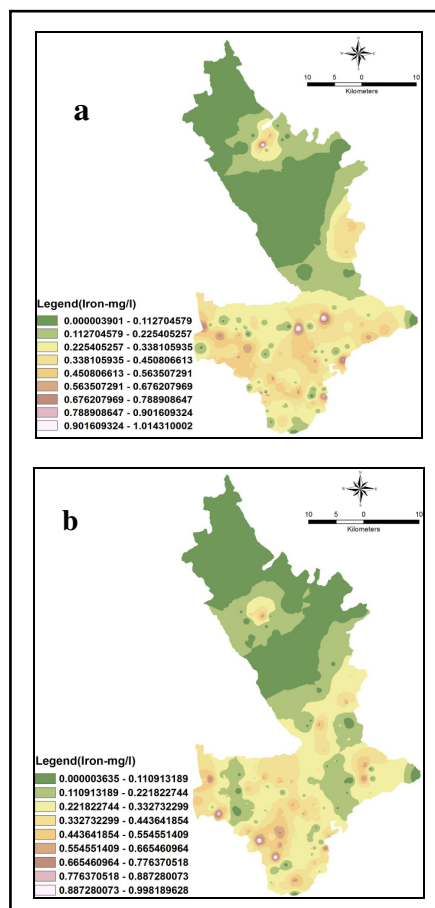 a
N
W E
S
10 5 0 10
Kilometers
Legend(Iron-mg/l)
0.000003901 - 0.112704579
0.112704579 - 0.225405257
0.225405257 - 0.338105935
0.338105935 - 0.450806613
0.450806613 - 0.563507291
0.563507291 - 0.676207969
0.676207969 - 0.788908647
0.788908647 - 0.901609324
0.901609324 - 1.014310002
b
N
W E
S
10 5 0 10
Kilometers
Legend(Iron-mg/l)
0.000003635 - 0.110913189
0.110913189 - 0.221822744
0.221822744 - 0.332732299
0.332732299 - 0.443641854
0.443641854 - 0.554551409
0.554551409 - 0.665460964
0.665460964 - 0.776370518
0.776370518 - 0.887280073
0.887280073 - 0.998189628